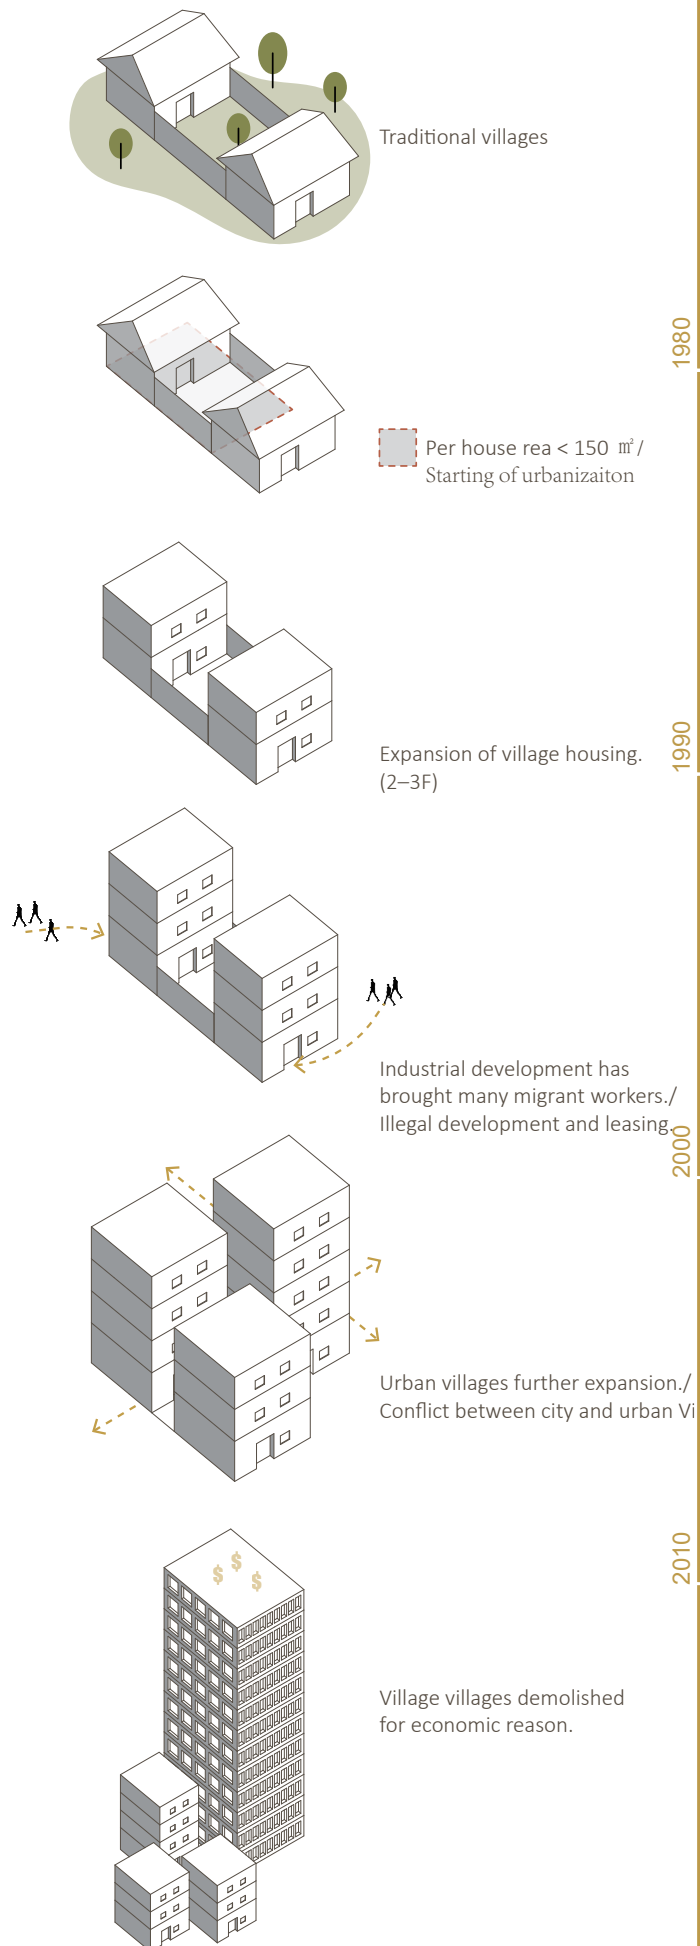 Traditional villages
1980
Per house rea < 150 ㎡/
Starting of urbanizaiton
1990
Expansion of village housing.
(2–3F)
Industrial development has
brought many migrant workers./
Illegal development and leasing.
2000
Urban villages further expansion./
Conflict between city and urban Vi
2010
$ $ $
Village villages demolished
for economic reason.